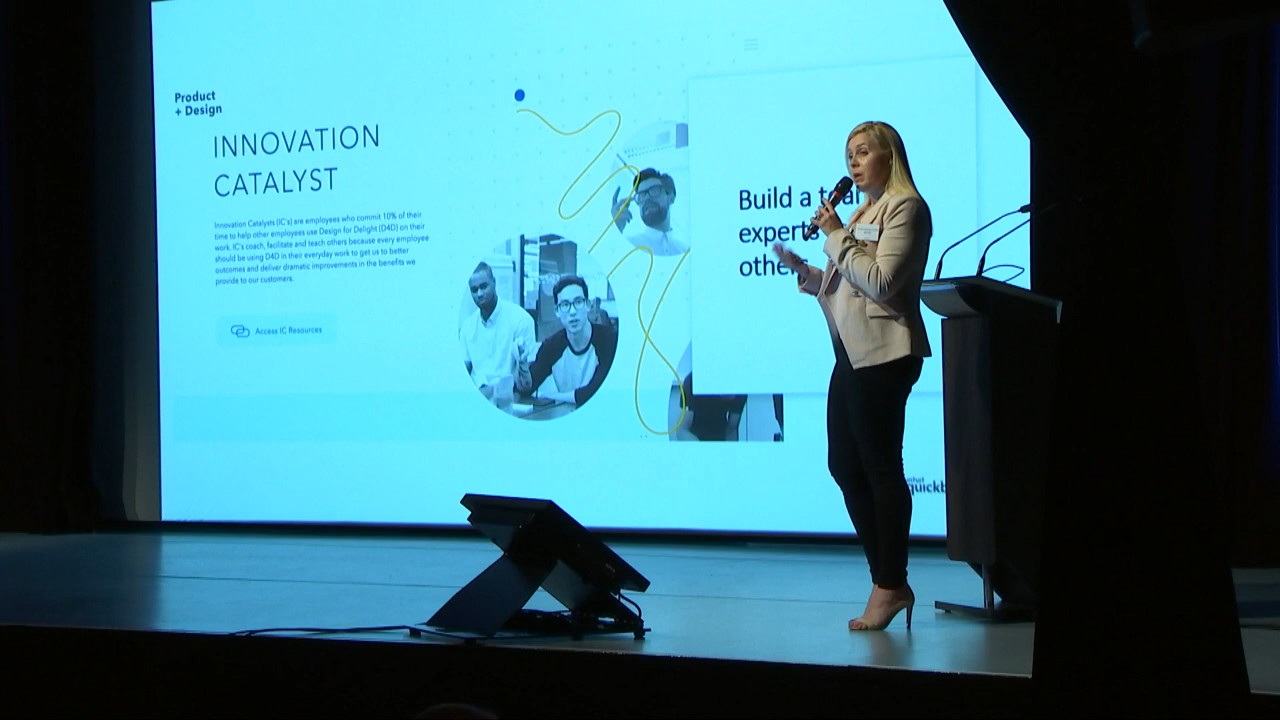 Product
+ Design
INNOVATION
CATALYST
Innovation Catalysts (IC's) are employees who commit 10% of their
time to help other employees use Design for Delight (D4D) on their
work. IC's coach, facilitate and teach others because every employee
should be using D4D in their everyday work to get us to better
outcomes and deliver dramatic improvements in the benefits we
provide to our customers.
Access IC Resources
Build a team
experts
others
quickb